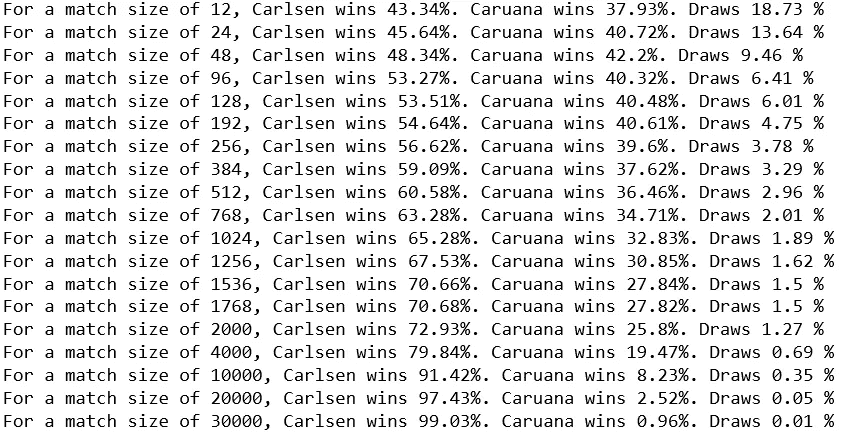 For a match size of 12, Carlsen wins 43.34%. Caruana wins 37.93%. Draws 18.73 %
For a match size of 24, Carlsen wins 45.64%. Caruana wins 40.72%. Draws 13.64 %
For a match size of 48, Carlsen wins 48.34%. Caruana wins 42.2%. Draws 9.46 %
For a match size of 96, Carlsen wins 53.27%. Caruana wins 40.32%. Draws 6.41 %
For a match size of 128, Carlsen wins 53.51%. Caruana wins 40.48%. Draws 6.01 %
For a match size of 192, Carlsen wins 54.64%. Caruana wins 40.61%. Draws 4.75 %
For a match size of 256, Carlsen wins 56.62%. Caruana wins 39.6%. Draws 3.78 %
For a match size of 384, Carlsen wins 59.09%. Caruana wins 37.62%. Draws 3.29 %
For a match size of 512, Carlsen wins 60.58%. Caruana wins 36.46%. Draws 2.96 %
For a match size of 768, Carlsen wins 63.28%. Caruana wins 34.71%. Draws 2.01 %
For a match size of 1024, Carlsen wins 65.28%. Caruana wins 32.83%. Draws 1.89 %
For a match size of 1256, Carlsen wins 67.53%. Caruana wins 30.85%. Draws 1.62 %
For a match size of 1536, Carlsen wins 70.66%. Caruana wins 27.84%. Draws 1.5 %
For a match size of 1768, Carlsen wins 70.68%. Caruana wins 27.82%. Draws 1.5 %
For a match size of 2000, Carlsen wins 72.93%. Caruana wins 25.8%. Draws 1.27 %
For a match size of 4000, Carlsen wins 79.84%. Caruana wins 19.47%. Draws 0.69 %
For a match size of 10000, Carlsen wins 91.42%. Caruana wins 8.23%. Draws 0.35 %
For a match size of 20000, Carlsen wins 97.43%. Caruana wins 2.52%. Draws 0.05 %
For a match size of 30000, Carlsen wins 99.03%. Caruana wins 0.96%. Draws 0.01 %